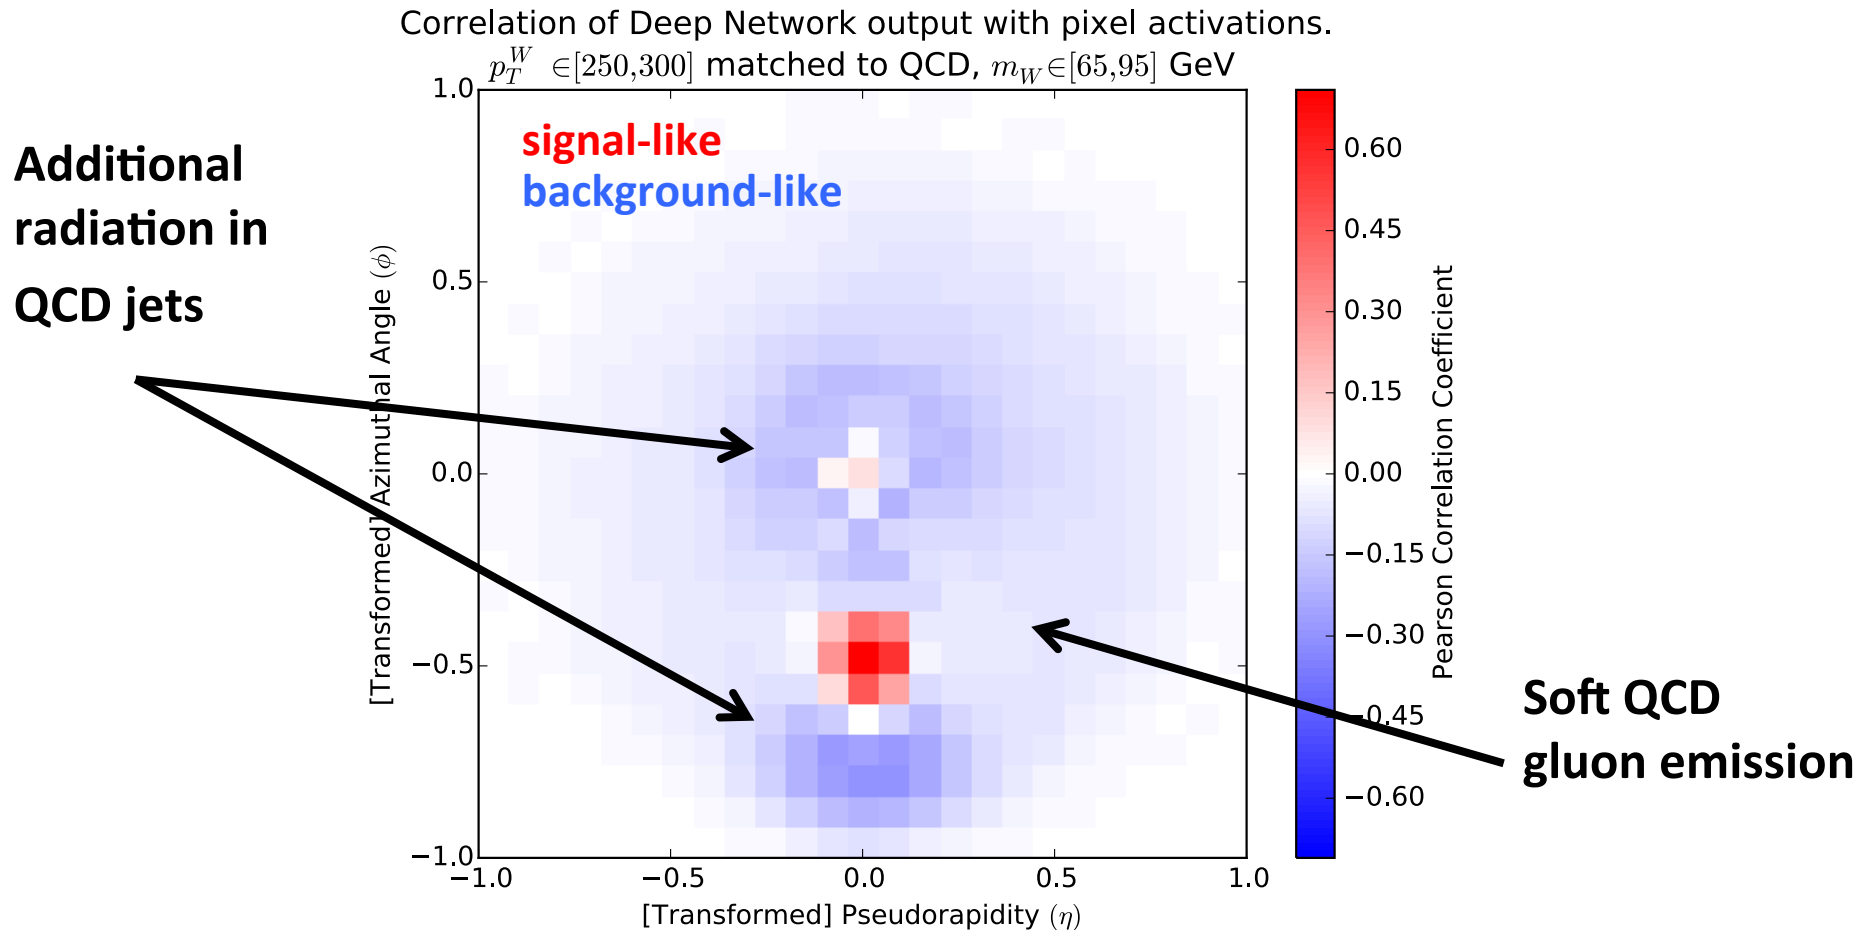 Correlation of Deep Network output with pixel activations.
p_T^W ∈[250,300] matched to QCD, m_W∈[65,95] GeV
signal-like
background-like
Additional
radiation in
QCD jets
[Transformed] Azimuthal Angle (ϕ)
1.0
0.5
0.0
−0.5
−1.0
−1.0
−0.5
0.0
0.5
1.0
[Transformed] Pseudorapidity (η)
0.60
0.45
0.30
0.15
0.00
−0.15
−0.30
−0.45
−0.60
Pearson Correlation Coefficient
Soft QCD
gluon emission